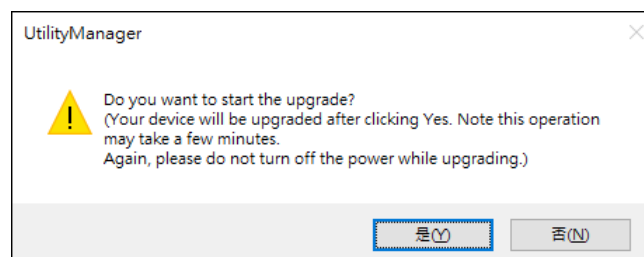 UtilityManager
Do you want to start the upgrade?
(Your device will be upgraded after clicking Yes. Note this operation
may take a few minutes.
Again, please do not turn off the power while upgrading.)
是(Y)
否(N)